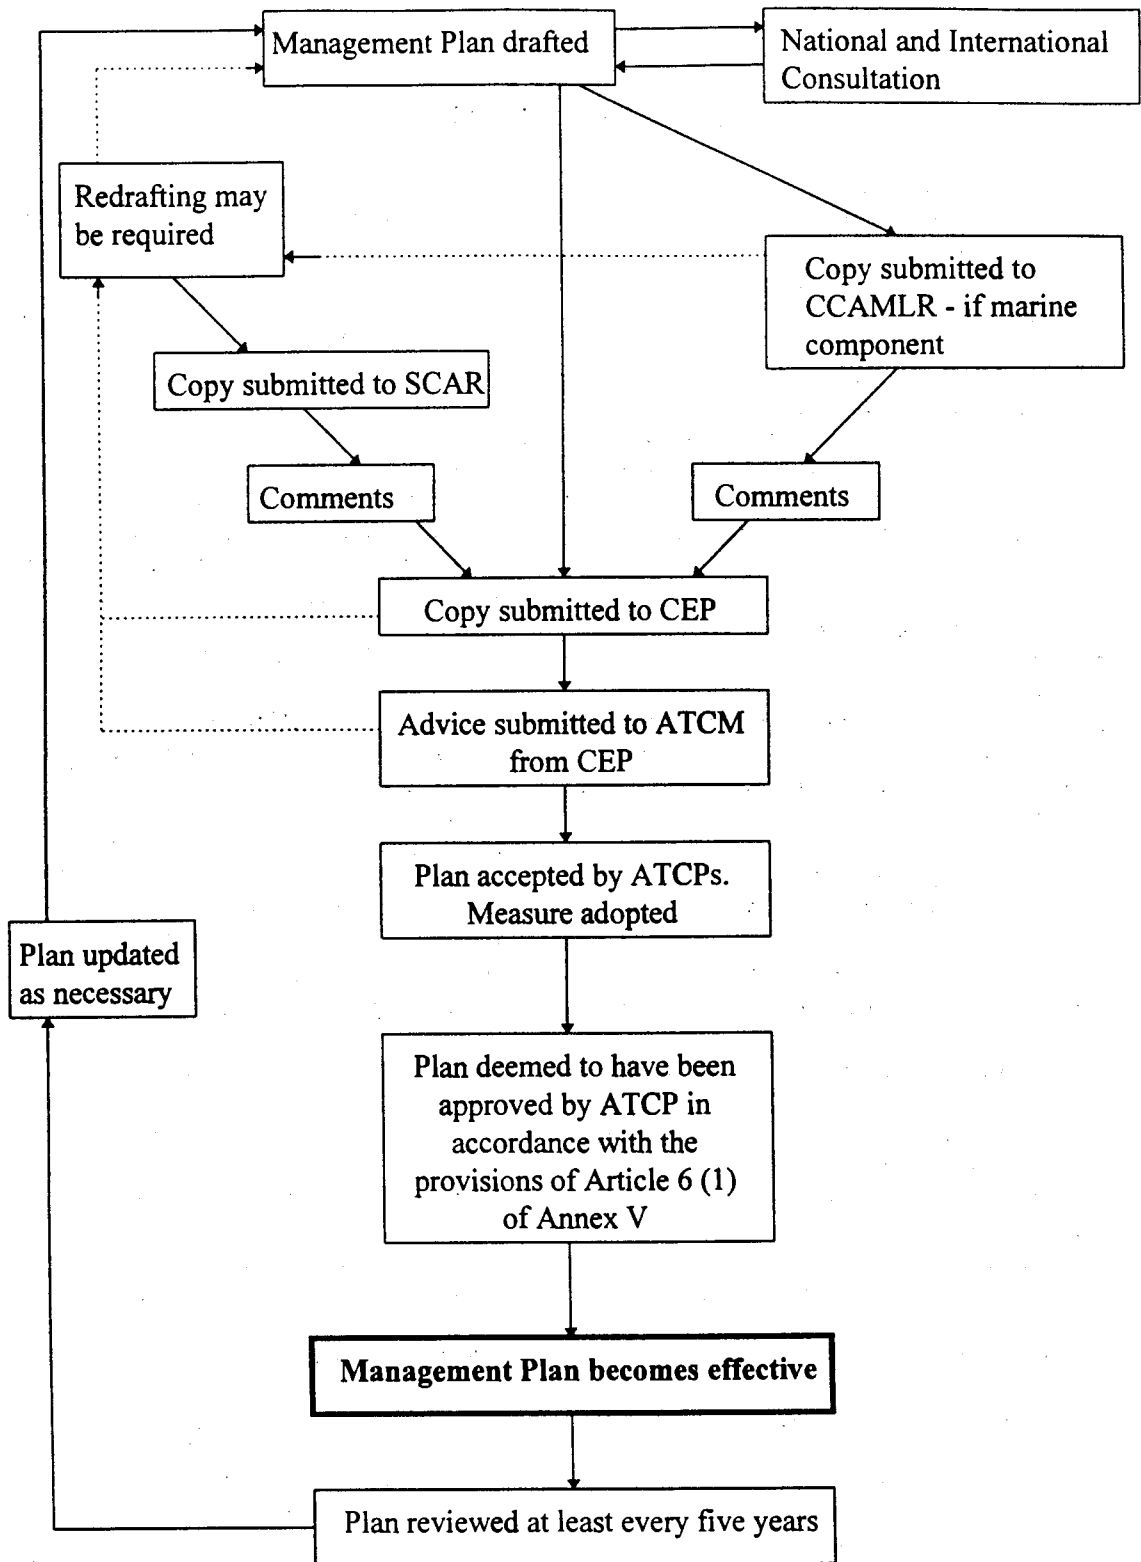 Management Plan drafted
National and International
Consultation
Redrafting may
be required
Copy submitted to
CCAMLR - if marine
component
Copy submitted to SCAR
Comments
Comments
Copy submitted to CEP
Advice submitted to ATCM
from CEP
Plan accepted by ATCPs.
Measure adopted
Plan updated
as necessary
Plan deemed to have been
approved by ATCP in
accordance with the
provisions of Article 6 (1)
of Annex V
Management Plan becomes effective
Plan reviewed at least every five years